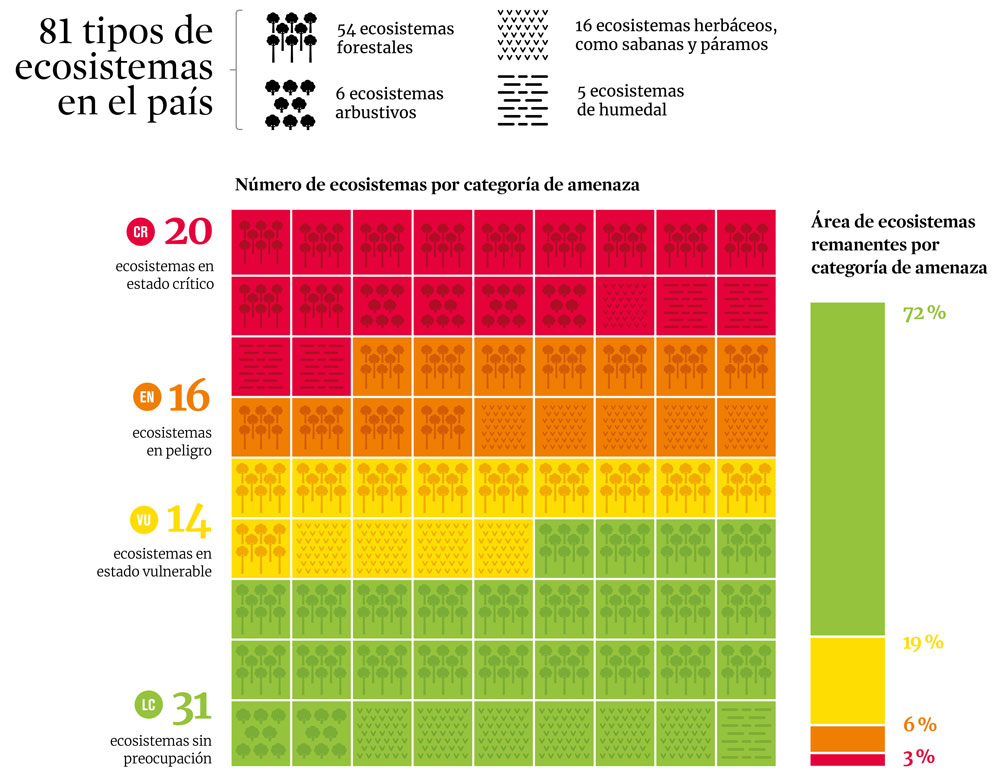 81 tipos de
ecosistemas
en el país
54 ecosistemas
forestales
6 ecosistemas
arbustivos
16 ecosistemas herbáceos,
como sabanas y páramos
5 ecosistemas
de humedal
Número de ecosistemas por categoría de amenaza
CR 20
ecosistemas en
estado crítico
EN 16
ecosistemas
en peligro
VU 14
ecosistemas en
estado vulnerable
LC 31
ecosistemas sin
preocupación
Área de ecosistemas
remanentes por
categoría de amenaza
72 %
19 %
6 %
3 %